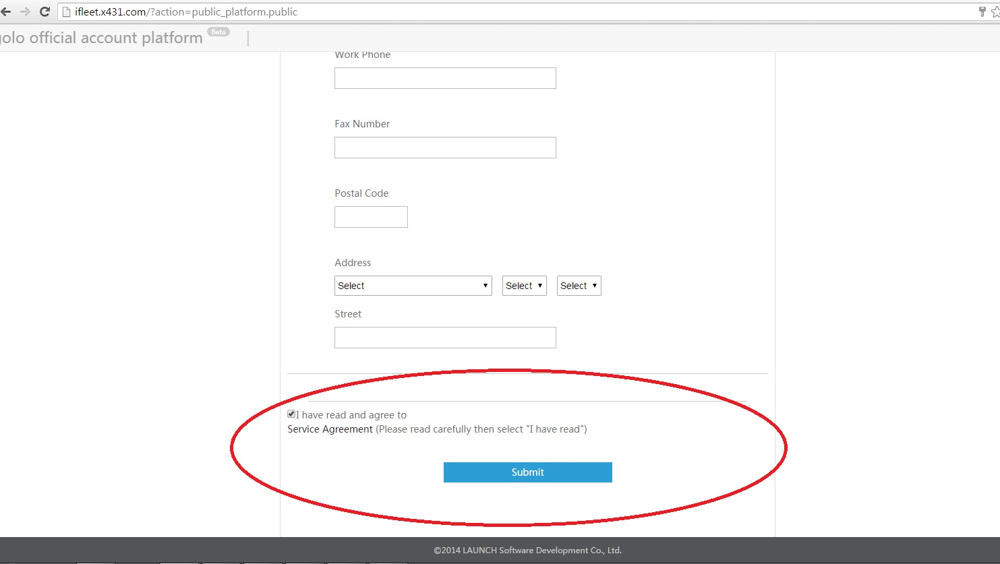 ifleet.x431.com/?action=public_platform.public
golo official account platform Beta |
Work Phone
Fax Number
Postal Code
Address
Select Select Select
Street
I have read and agree to
Service Agreement (Please read carefully then select "I have read")
Submit
©2014 LAUNCH Software Development Co., Ltd.